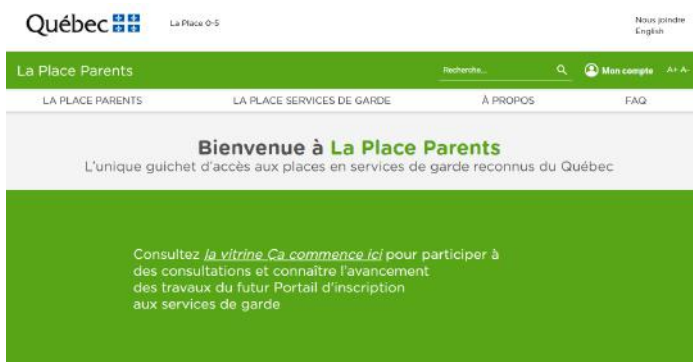 Québec
La Place 0-5
Nous joindre
English
La Place Parents
Recherche...
Mon compte
A+ A-
LA PLACE PARENTS
LA PLACE SERVICES DE GARDE
À PROPOS
FAQ
Bienvenue à La Place Parents
L'unique guichet d'accès aux places en services de garde reconnus du Québec
Consultez la vitrine Ça commence ici pour participer à
des consultations et connaître l'avancement
des travaux du futur Portail d'inscription
aux services de garde